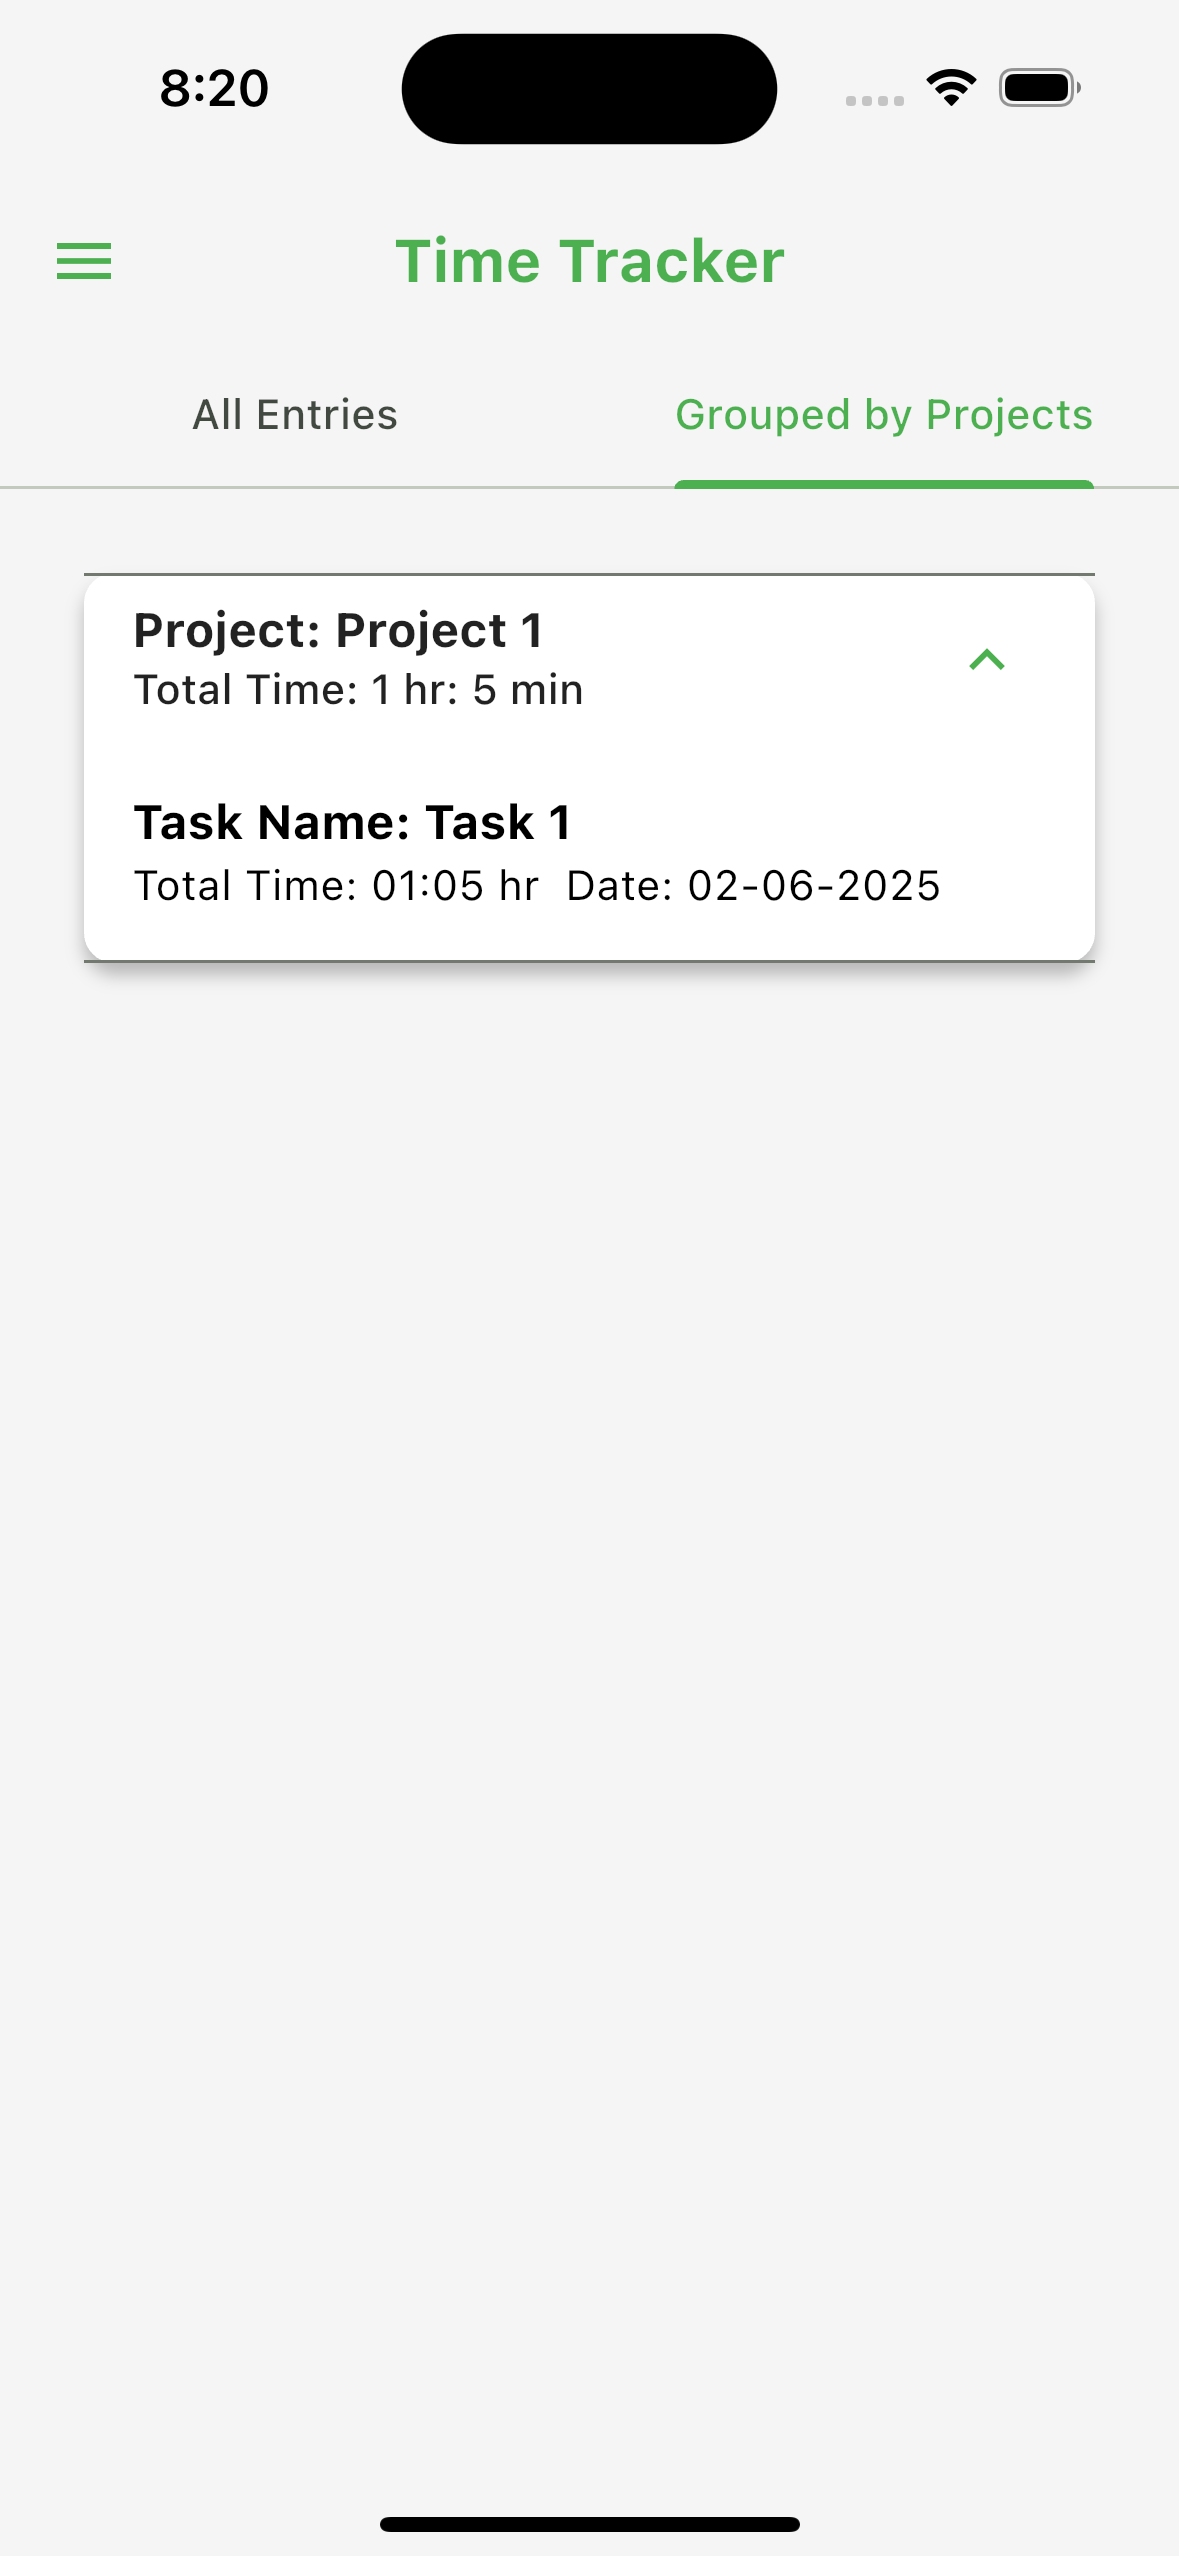 8:20
Time Tracker
All Entries
Grouped by Projects
Project: Project 1
Total Time: 1 hr: 5 min
Task Name: Task 1
Total Time: 01:05 hr  Date: 02-06-2025